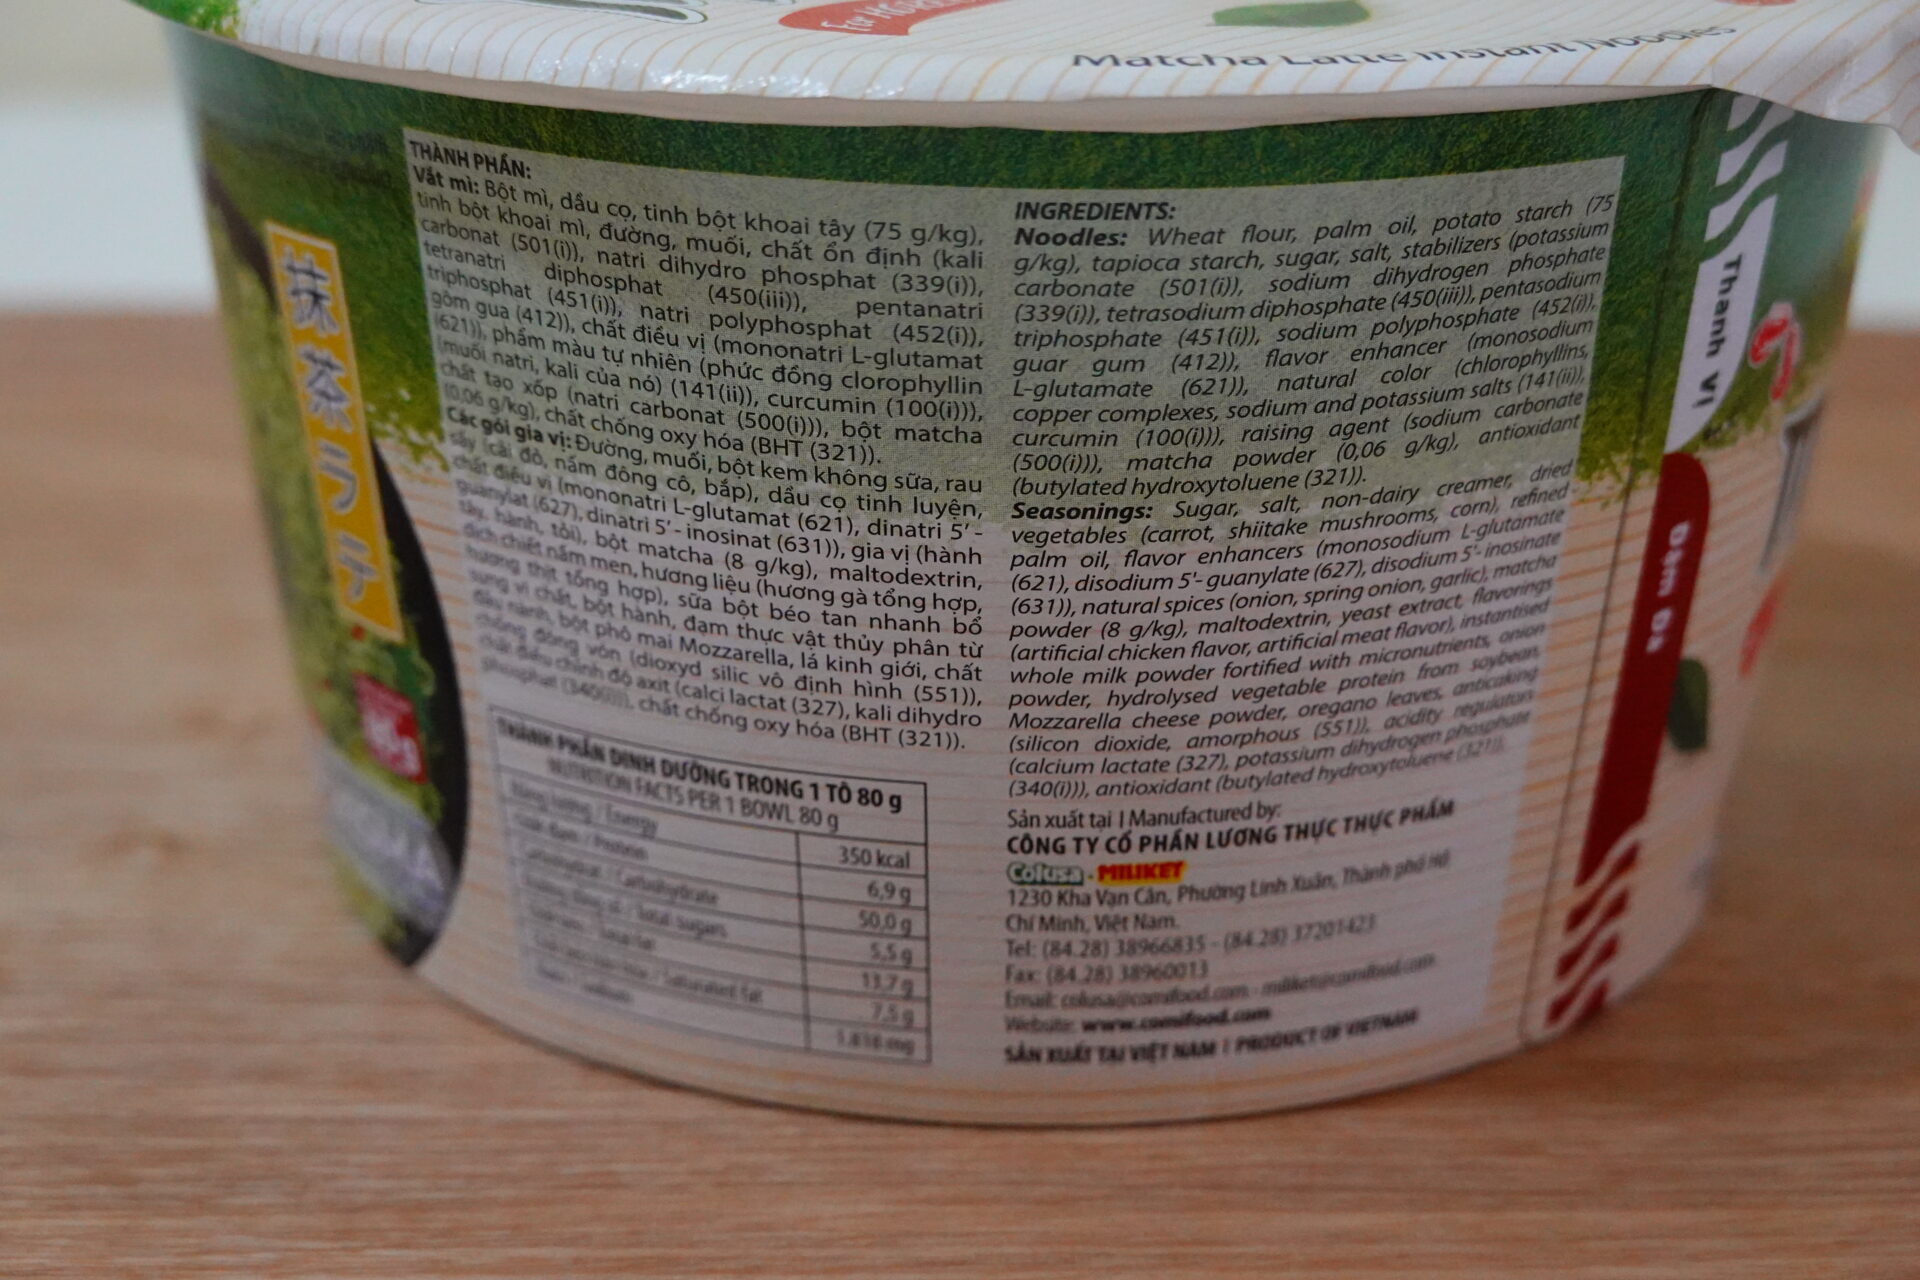 Matcha Latte Instant Noodles
抹茶ラテ
THÀNH PHẦN:
Vắt mì: Bột mì, dầu cọ, tinh bột khoai tây (75 g/kg),
tinh bột khoai mì, đường, muối, chất ổn định (kali
carbonat (501(i)), natri dihydro phosphat (339(i)),
tetranatri diphosphat (450(iii)), pentanatri
triphosphat (451(i)), natri polyphosphat (452(i)),
gôm gua (412)), chất điều vị (mononatri L-glutamat
(621)), phẩm màu tự nhiên (phức đồng clorophyllin
(muối natri, kali của nó) (141(ii)), curcumin (100(i))),
chất tạo xốp (natri carbonat (500(i))), bột matcha
(0,06 g/kg), chất chống oxy hóa (BHT (321)).
Các gói gia vị: Đường, muối, bột kem không sữa, rau
sấy (cải đỏ, nấm đông cô, bắp), dầu cọ tinh luyện,
chất điều vị (mononatri L-glutamat (621), dinatri 5'-
guanylat (627), dinatri 5'- inosinat (631)), gia vị (hành
tây, hành, tỏi), bột matcha (8 g/kg), maltodextrin,
dịch chiết nấm men, hương liệu (hương gà tổng hợp,
hương thịt tổng hợp), sữa bột béo tan nhanh bổ
sung vi chất, bột hành, đạm thực vật thủy phân từ
đậu nành, bột phô mai Mozzarella, lá kinh giới, chất
chống đông vón (dioxyd silic vô định hình (551)),
chất điều chỉnh độ axit (calci lactat (327), kali dihydro
phosphat (340(i))), chất chống oxy hóa (BHT (321)).
THÀNH PHẦN DINH DƯỠNG TRONG 1 TÔ 80 g
NUTRITION FACTS PER 1 BOWL 80 g
Năng lượng / Energy 350 kcal
Chất đạm / Protein 6,9 g
Carbohydrat / Carbohydrate 50,0 g
Total sugars 5,5 g
Total fat 13,7 g
Saturated fat 7,5 g
INGREDIENTS:
Noodles: Wheat flour, palm oil, potato starch (75
g/kg), tapioca starch, sugar, salt, stabilizers (potassium
carbonate (501(i)), sodium dihydrogen phosphate
(339(i)), tetrasodium diphosphate (450(iii)), pentasodium
triphosphate (451(i)), sodium polyphosphate (452(i)),
guar gum (412)), flavor enhancer (monosodium
L-glutamate (621)), natural color (chlorophyllins,
copper complexes, sodium and potassium salts (141(ii)),
curcumin (100(i))), raising agent (sodium carbonate
(500(i))), matcha powder (0,06 g/kg), antioxidant
(butylated hydroxytoluene (321)).
Seasonings: Sugar, salt, non-dairy creamer, dried
vegetables (carrot, shiitake mushrooms, corn), refined
palm oil, flavor enhancers (monosodium L-glutamate
(621), disodium 5'- guanylate (627), disodium 5'- inosinate
(631)), natural spices (onion, spring onion, garlic), matcha
powder (8 g/kg), maltodextrin, yeast extract, flavorings
(artificial chicken flavor, artificial meat flavor), instantised
whole milk powder fortified with micronutrients, onion
powder, hydrolysed vegetable protein from soybean,
Mozzarella cheese powder, oregano leaves, anticaking
(silicon dioxide, amorphous (551)), acidity regulators
(calcium lactate (327), potassium dihydrogen phosphate
(340(i))), antioxidant (butylated hydroxytoluene (321)).
Sản xuất tại | Manufactured by:
CÔNG TY CỔ PHẦN LƯƠNG THỰC THỰC PHẨM
Colusa - MILIKET
1230 Kha Vạn Cân, Phường Linh Xuân, Thành phố Hồ
Chí Minh, Việt Nam.
Tel: (84.28) 38966835 - (84.28) 37201423
Fax: (84.28) 38960013
Email: colusa@comifood.com - miliket@comifood.com
Website: www.comifood.com
SẢN XUẤT TẠI VIỆT NAM | PRODUCT OF VIETNAM
Thanh Vị
Đậm Đà